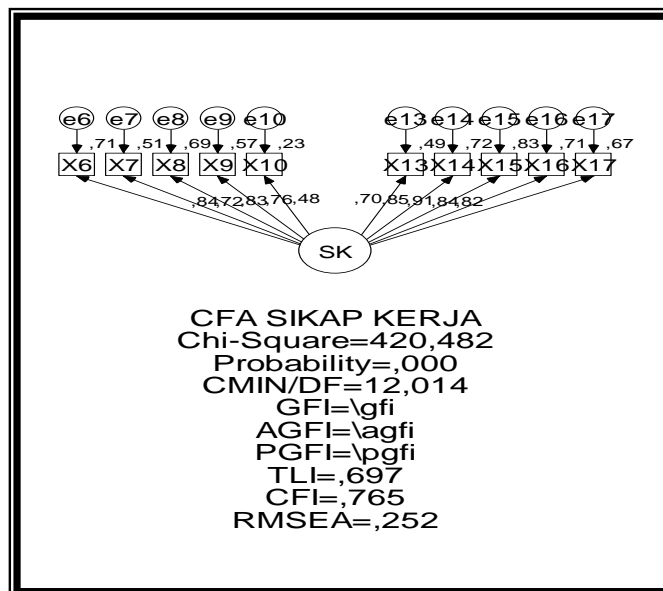 e6 e7 e8 e9 e10 e13 e14 e15 e16 e17
,71 ,51 ,69 ,57 ,23 ,49 ,72 ,83 ,71 ,67
X6 X7 X8 X9 X10 X13 X14 X15 X16 X17
,84 ,72 ,83 ,76 ,48 ,70 ,85 ,91 ,84 ,82
SK
CFA SIKAP KERJA
Chi-Square=420,482
Probability=,000
CMIN/DF=12,014
GFI=\gfi
AGFI=\agfi
PGFI=\pgfi
TLI=,697
CFI=,765
RMSEA=,252